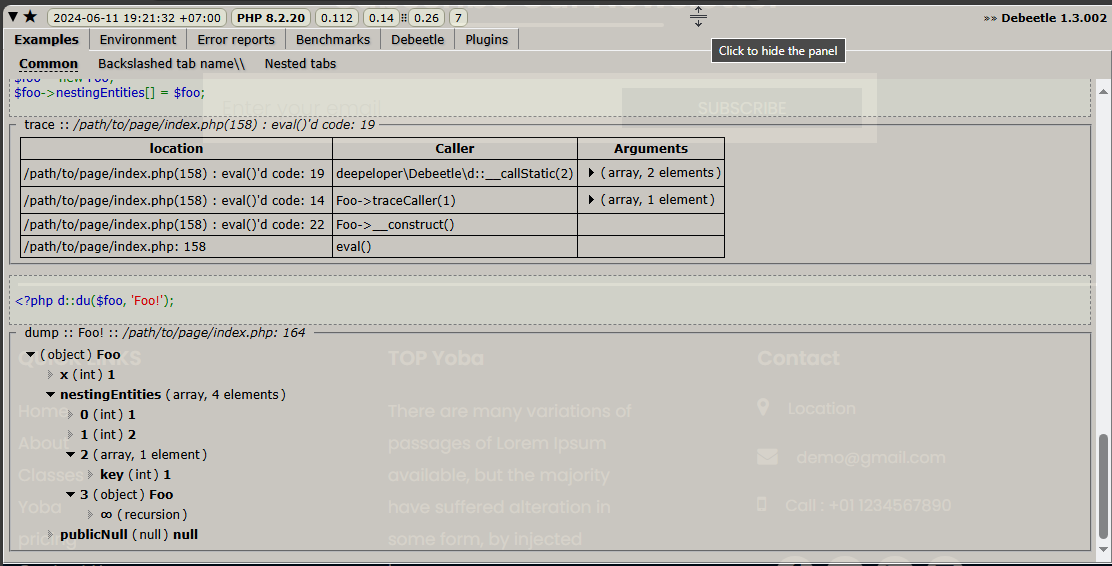 2024-06-11 19:21:32 +07:00 PHP 8.2.20 0.112 0.14 0.26 7 »» Debeetle 1.3.002
Examples Environment Error reports Benchmarks Debeetle Plugins
Click to hide the panel
Common Backslashed tab name\\ Nested tabs
$foo = new Foo;
$foo->nestingEntities[] = $foo;
Enter your email SUBSCRIBE
trace :: /path/to/page/index.php(158) : eval()'d code: 19
location Caller Arguments
/path/to/page/index.php(158) : eval()'d code: 19 deepeloper\Debeetle\d::__callStatic(2) (array, 2 elements)
/path/to/page/index.php(158) : eval()'d code: 14 Foo->traceCaller(1) (array, 1 element)
/path/to/page/index.php(158) : eval()'d code: 22 Foo->__construct()
/path/to/page/index.php: 158 eval()
<?php d::du($foo, 'Foo!');
dump :: Foo! :: /path/to/page/index.php: 164
(object) Foo
x (int) 1
nestingEntities (array, 4 elements)
0 (int) 1
1 (int) 2
2 (array, 1 element)
key (int) 1
3 (object) Foo
∞ (recursion)
publicNull (null) null
Home
About
Classes
Yoba
pricing
TOP Yoba
There are many variations of
passages of Lorem Ipsum
available, but the majority
have suffered alteration in
some form, by injected
Contact
Location
demo@gmail.com
Call : +01 1234567890